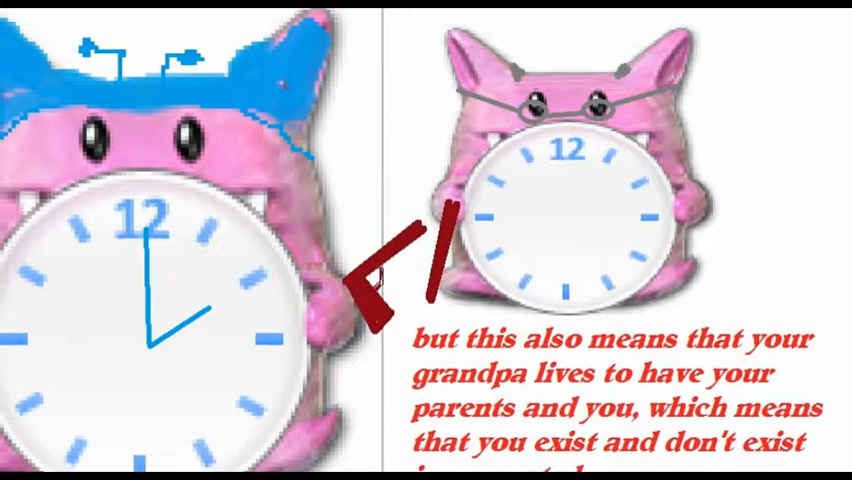 12
12
but this also means that your
grandpa lives to have your
parents and you, which means
that you exist and don't exist